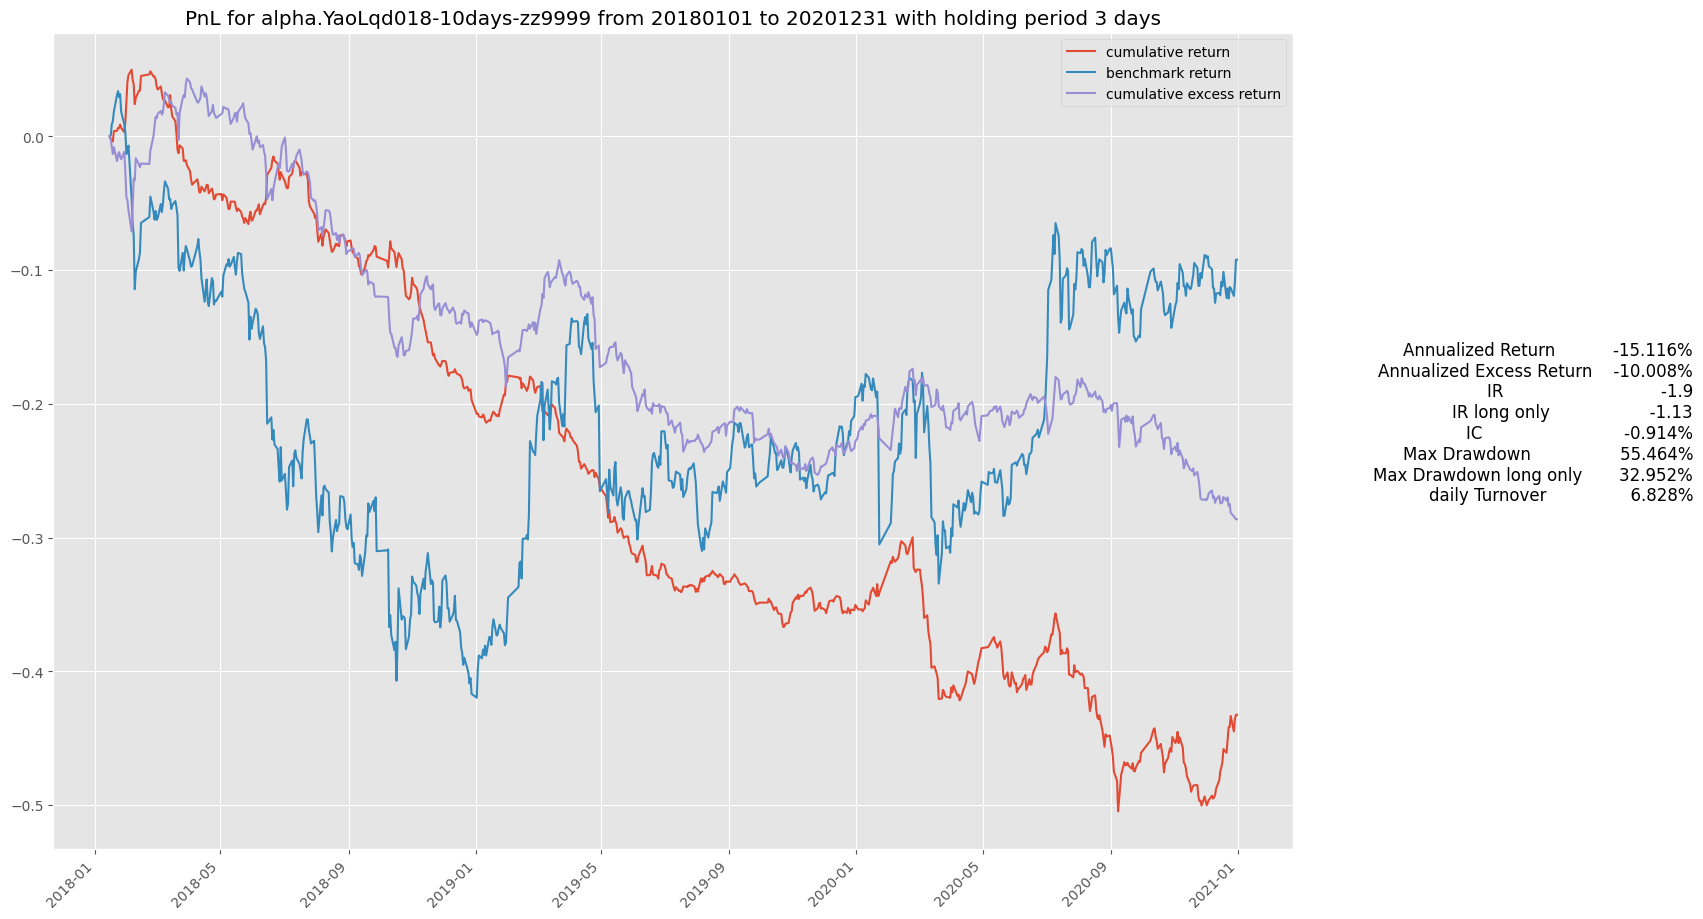 PnL for alpha.YaoLqd018-10days-zz9999 from 20180101 to 20201231 with holding period 3 days
cumulative return
benchmark return
cumulative excess return
0.0
−0.1
−0.2
−0.3
−0.4
−0.5
2018-01
2018-05
2018-09
2019-01
2019-05
2019-09
2020-01
2020-05
2020-09
2021-01
Annualized Return -15.116%
Annualized Excess Return -10.008%
IR -1.9
IR long only -1.13
IC -0.914%
Max Drawdown 55.464%
Max Drawdown long only 32.952%
daily Turnover 6.828%